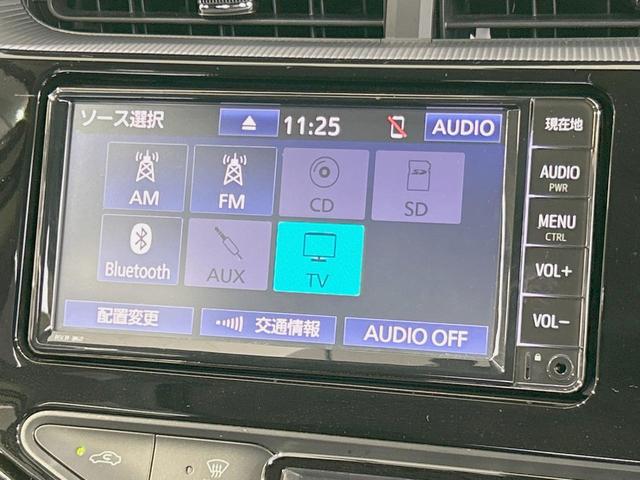 ソース選択
11:25
AUDIO
AM
FM
CD
SD
Bluetooth
AUX
TV
配置変更
交通情報
AUDIO OFF
現在地
AUDIO
PWR
MENU
CTRL
VOL+
VOL−